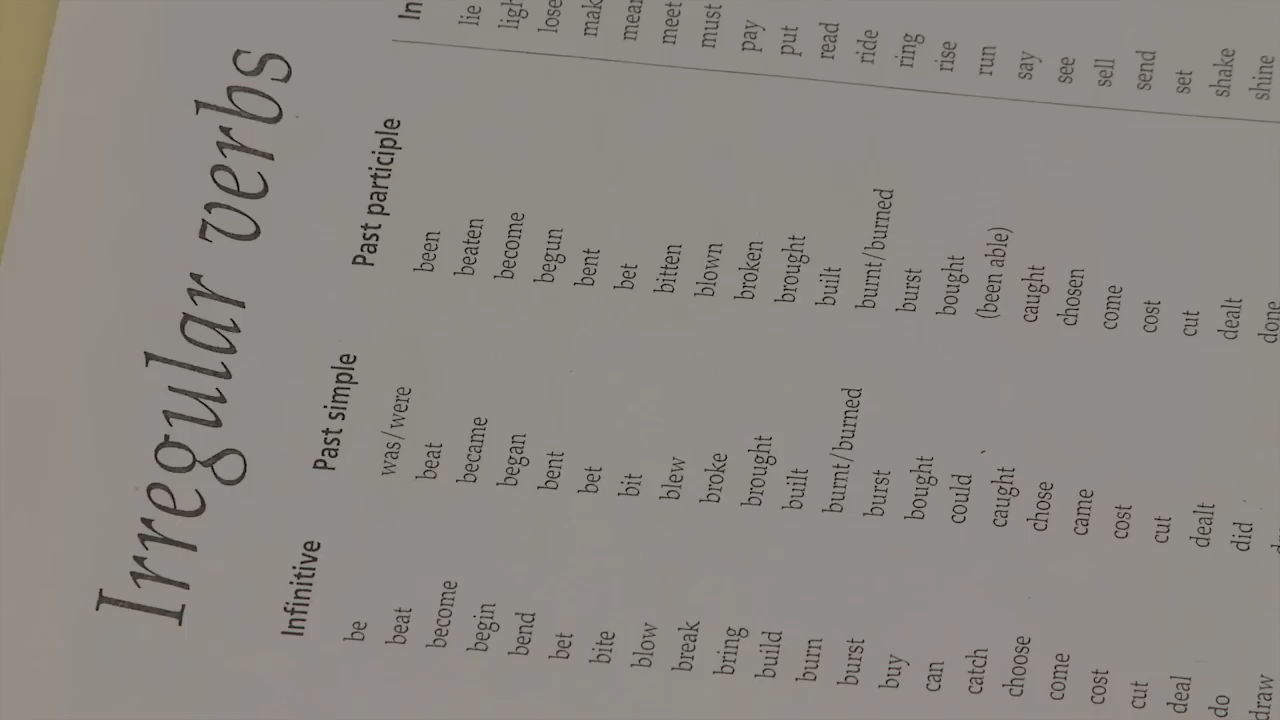 Irregular verbs
Infinitive Past simple Past participle In
be was/were been
beat beat beaten lie
become became become
begin began begun lose
bend bent bent
bet bet bet
bite bit bitten meet
blow blew blown must
break broke broken pay
bring brought brought put
build built built read
burn burnt/burned burnt/burned ride
burst burst burst ring
buy bought bought rise
can could (been able) run
catch caught caught say
choose chose chosen see
come came come sell
cost cost cost send
cut cut cut set
deal dealt dealt shake
do did done shine
draw